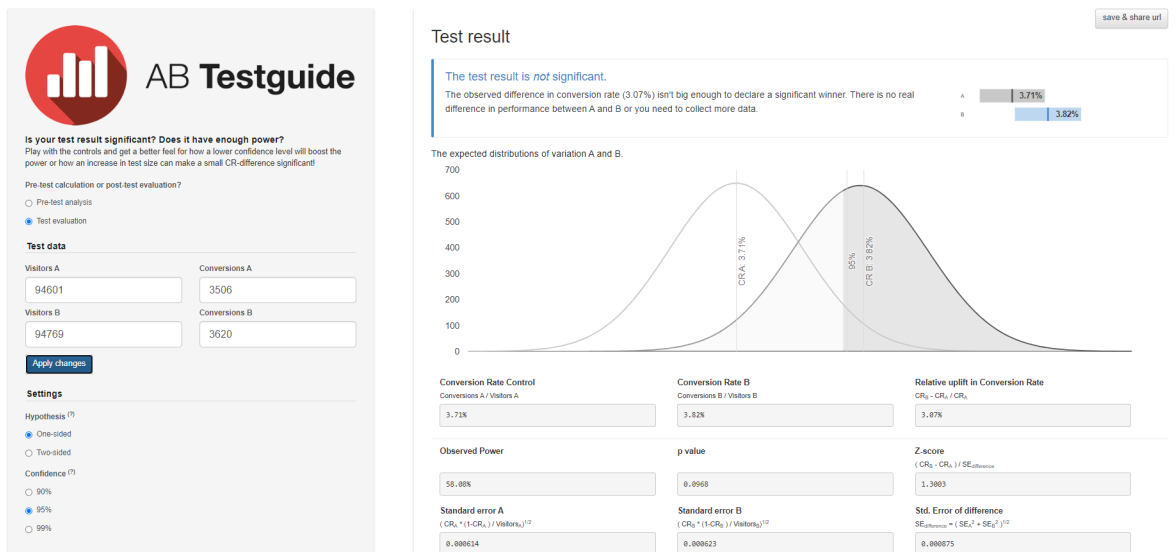 AB Testguide
Is your test result significant? Does it have enough power?
Play with the controls and get a better feel for how a lower confidence level will boost the
power or how an increase in test size can make a small CR-difference significant!
Pre-test calculation or post-test evaluation?
Pre-test analysis
Test evaluation
Test data
Visitors A Conversions A
94601 3506
Visitors B Conversions B
94769 3620
Apply changes
Settings
Hypothesis (?)
One-sided
Two-sided
Confidence (?)
90%
95%
99%
save & share url
Test result
The test result is not significant.
The observed difference in conversion rate (3.07%) isn't big enough to declare a significant winner. There is no real
difference in performance between A and B or you need to collect more data.
A 3.71%
B 3.82%
The expected distributions of variation A and B.
700
600
500
400
300
200
100
0
CR A: 3.71%
95%
CR B: 3.82%
Conversion Rate Control Conversion Rate B Relative uplift in Conversion Rate
Conversions A / Visitors A Conversions B / Visitors B CRB - CRA / CRA
3.71% 3.82% 3.07%
Observed Power p value Z-score
( CRB - CRA ) / SEdifference
58.08% 0.0968 1.3003
Standard error A Standard error B Std. Error of difference
( CRA * (1-CRA ) / VisitorsA)1/2 ( CRB * (1-CRB ) / VisitorsB)1/2 SEdifference = ( SEA2 + SEB2 )1/2
0.000614 0.000623 0.000875